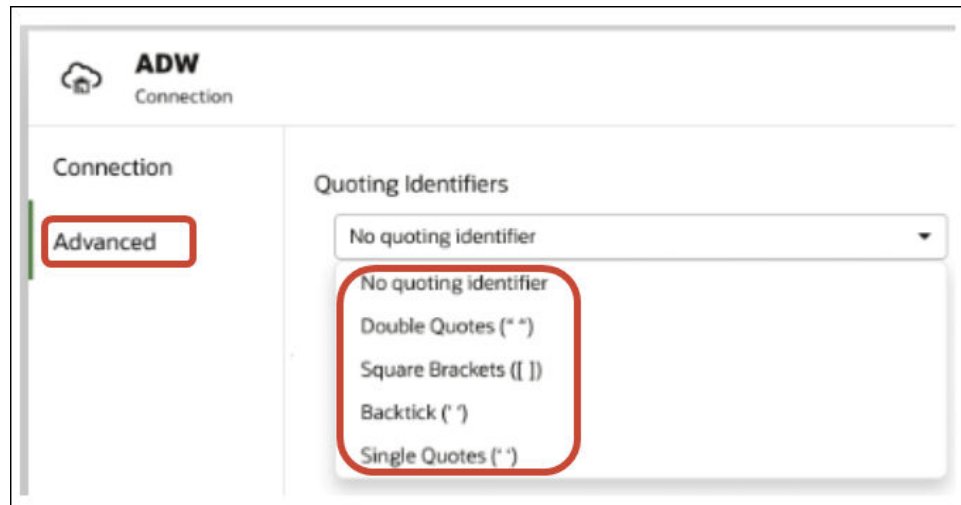 ADW
Connection
Connection
Advanced
Quoting Identifiers
No quoting identifier
No quoting identifier
Double Quotes (“ “)
Square Brackets ([ ])
Backtick (‘ ‘)
Single Quotes (‘ ‘)